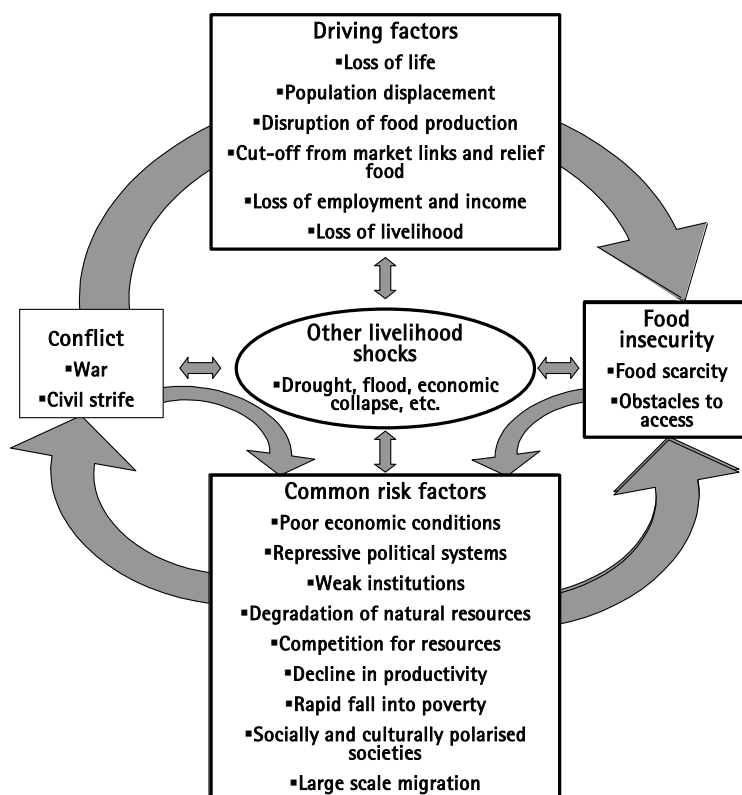 Driving factors
▪Loss of life
▪Population displacement
▪Disruption of food production
▪Cut-off from market links and relief
food
▪Loss of employment and income
▪Loss of livelihood
Conflict
▪War
▪Civil strife
Other livelihood
shocks
▪Drought, flood, economic
collapse, etc.
Food
insecurity
▪Food scarcity
▪Obstacles to
access
Common risk factors
▪Poor economic conditions
▪Repressive political systems
▪Weak institutions
▪Degradation of natural resources
▪Competition for resources
▪Decline in productivity
▪Rapid fall into poverty
▪Socially and culturally polarised
societies
▪Large scale migration